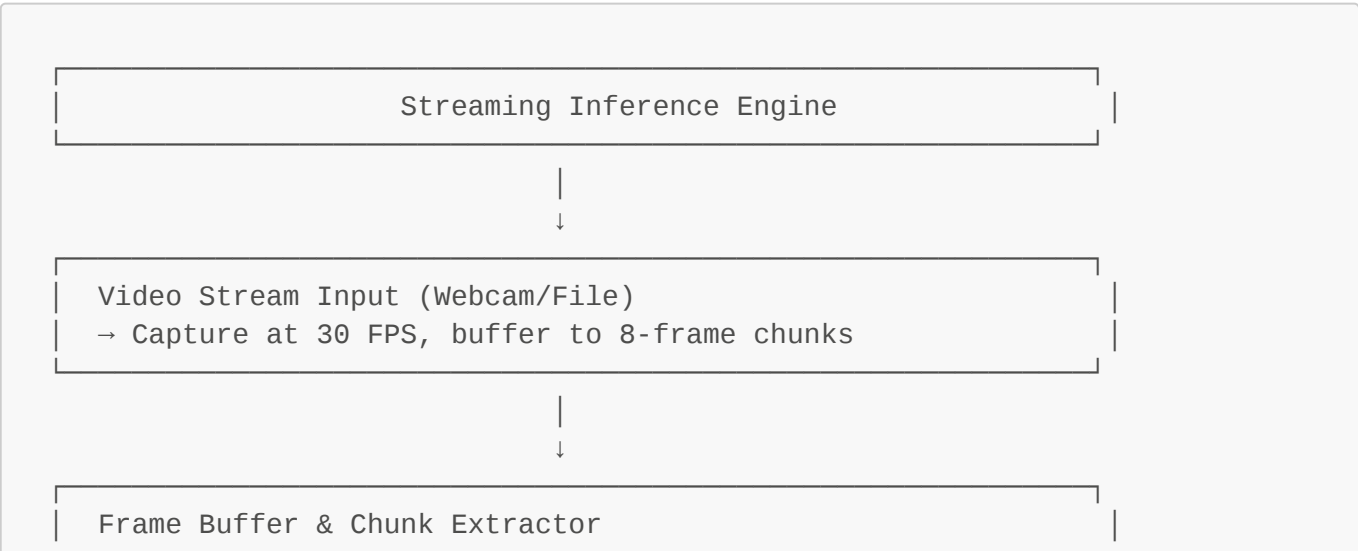 Streaming Inference Engine
↓
Video Stream Input (Webcam/File)
→ Capture at 30 FPS, buffer to 8-frame chunks
↓
Frame Buffer & Chunk Extractor